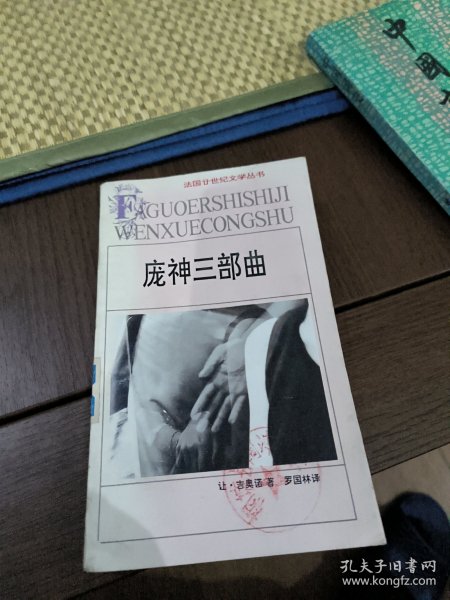 法国廿世纪文学丛书
FAGUOERSHISHIJI
WENXUECONGSHU
庞神三部曲
让·吉奥诺 著 罗国林译
孔夫子旧书网
www.kongfz.com